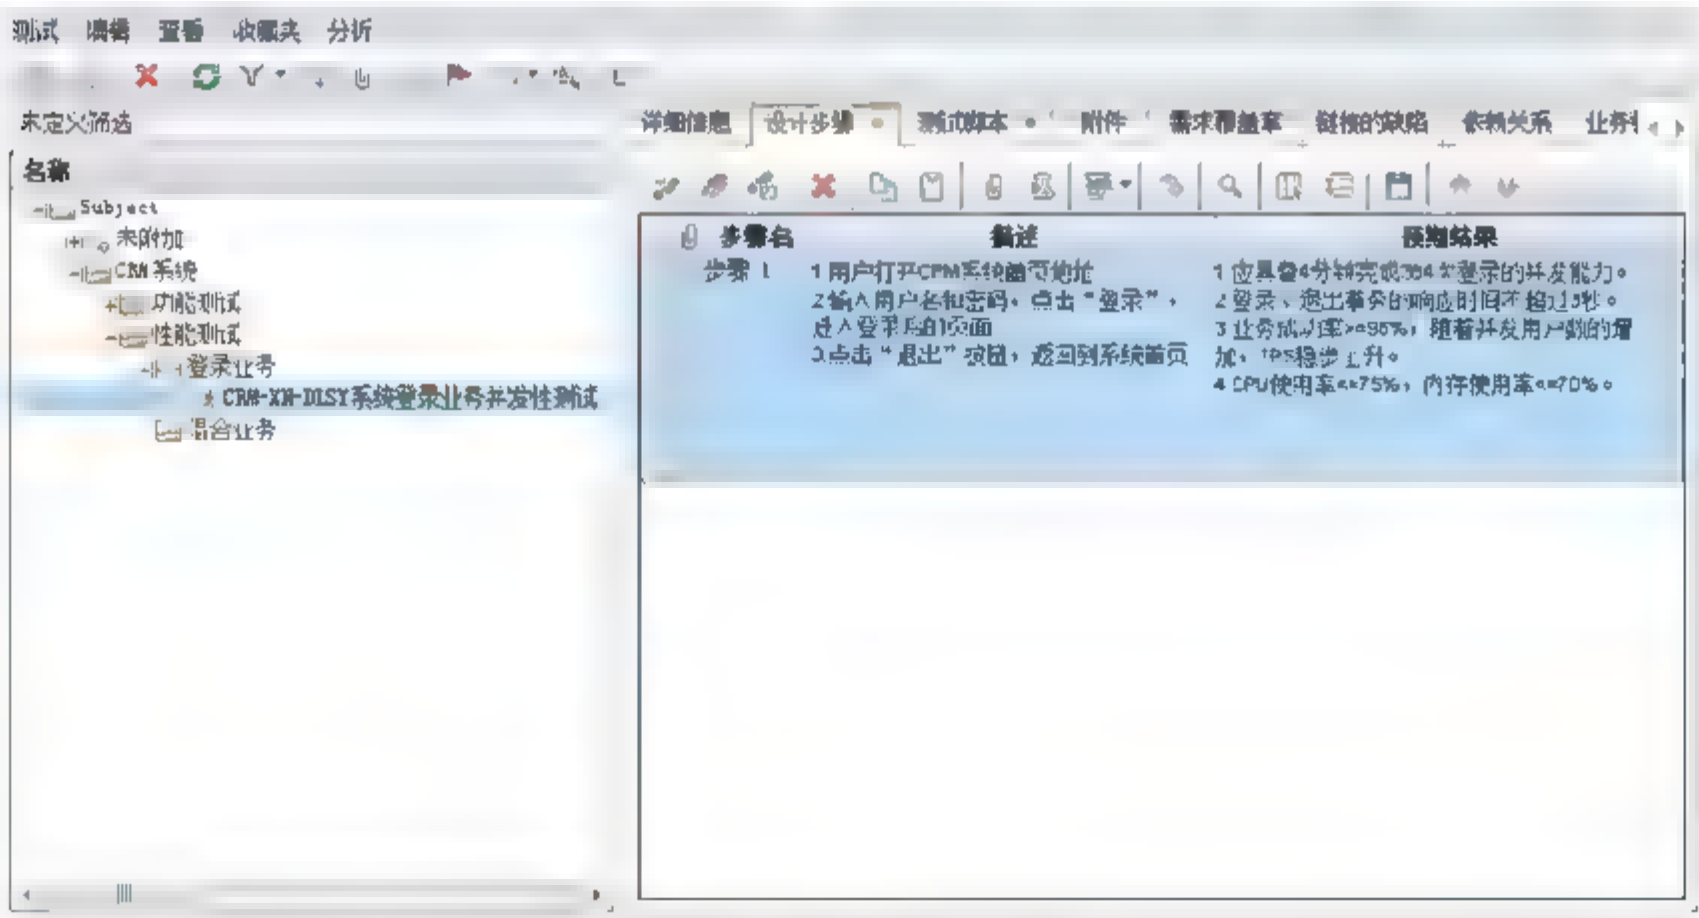 测试 编辑 查看 收藏夹 分析
未定义筛选
详细信息 设计步骤 测试脚本 附件 需求覆盖率 链接的缺陷 依赖关系 业务
名称
Subject
未附加
CRM系统
功能测试
性能测试
登录业务
CRM-XN-DLSY系统登录业务并发性测试
混合业务
步骤名 描述 预期结果
步骤 1
1 用户打开CRM系统首页地址
2 输入用户名和密码，点击“登录”，
进入登录后的页面
3 点击“退出”按钮，返回到系统首页
1 应具备4分钟完成 登录的并发能力。
2 登录、退出事务的响应时间不超过 秒。
3 业务成功率>= ，随着并发用户数的增
加，TPS稳步上升。
4 CPU使用率<=75%，内存使用率<=70%。